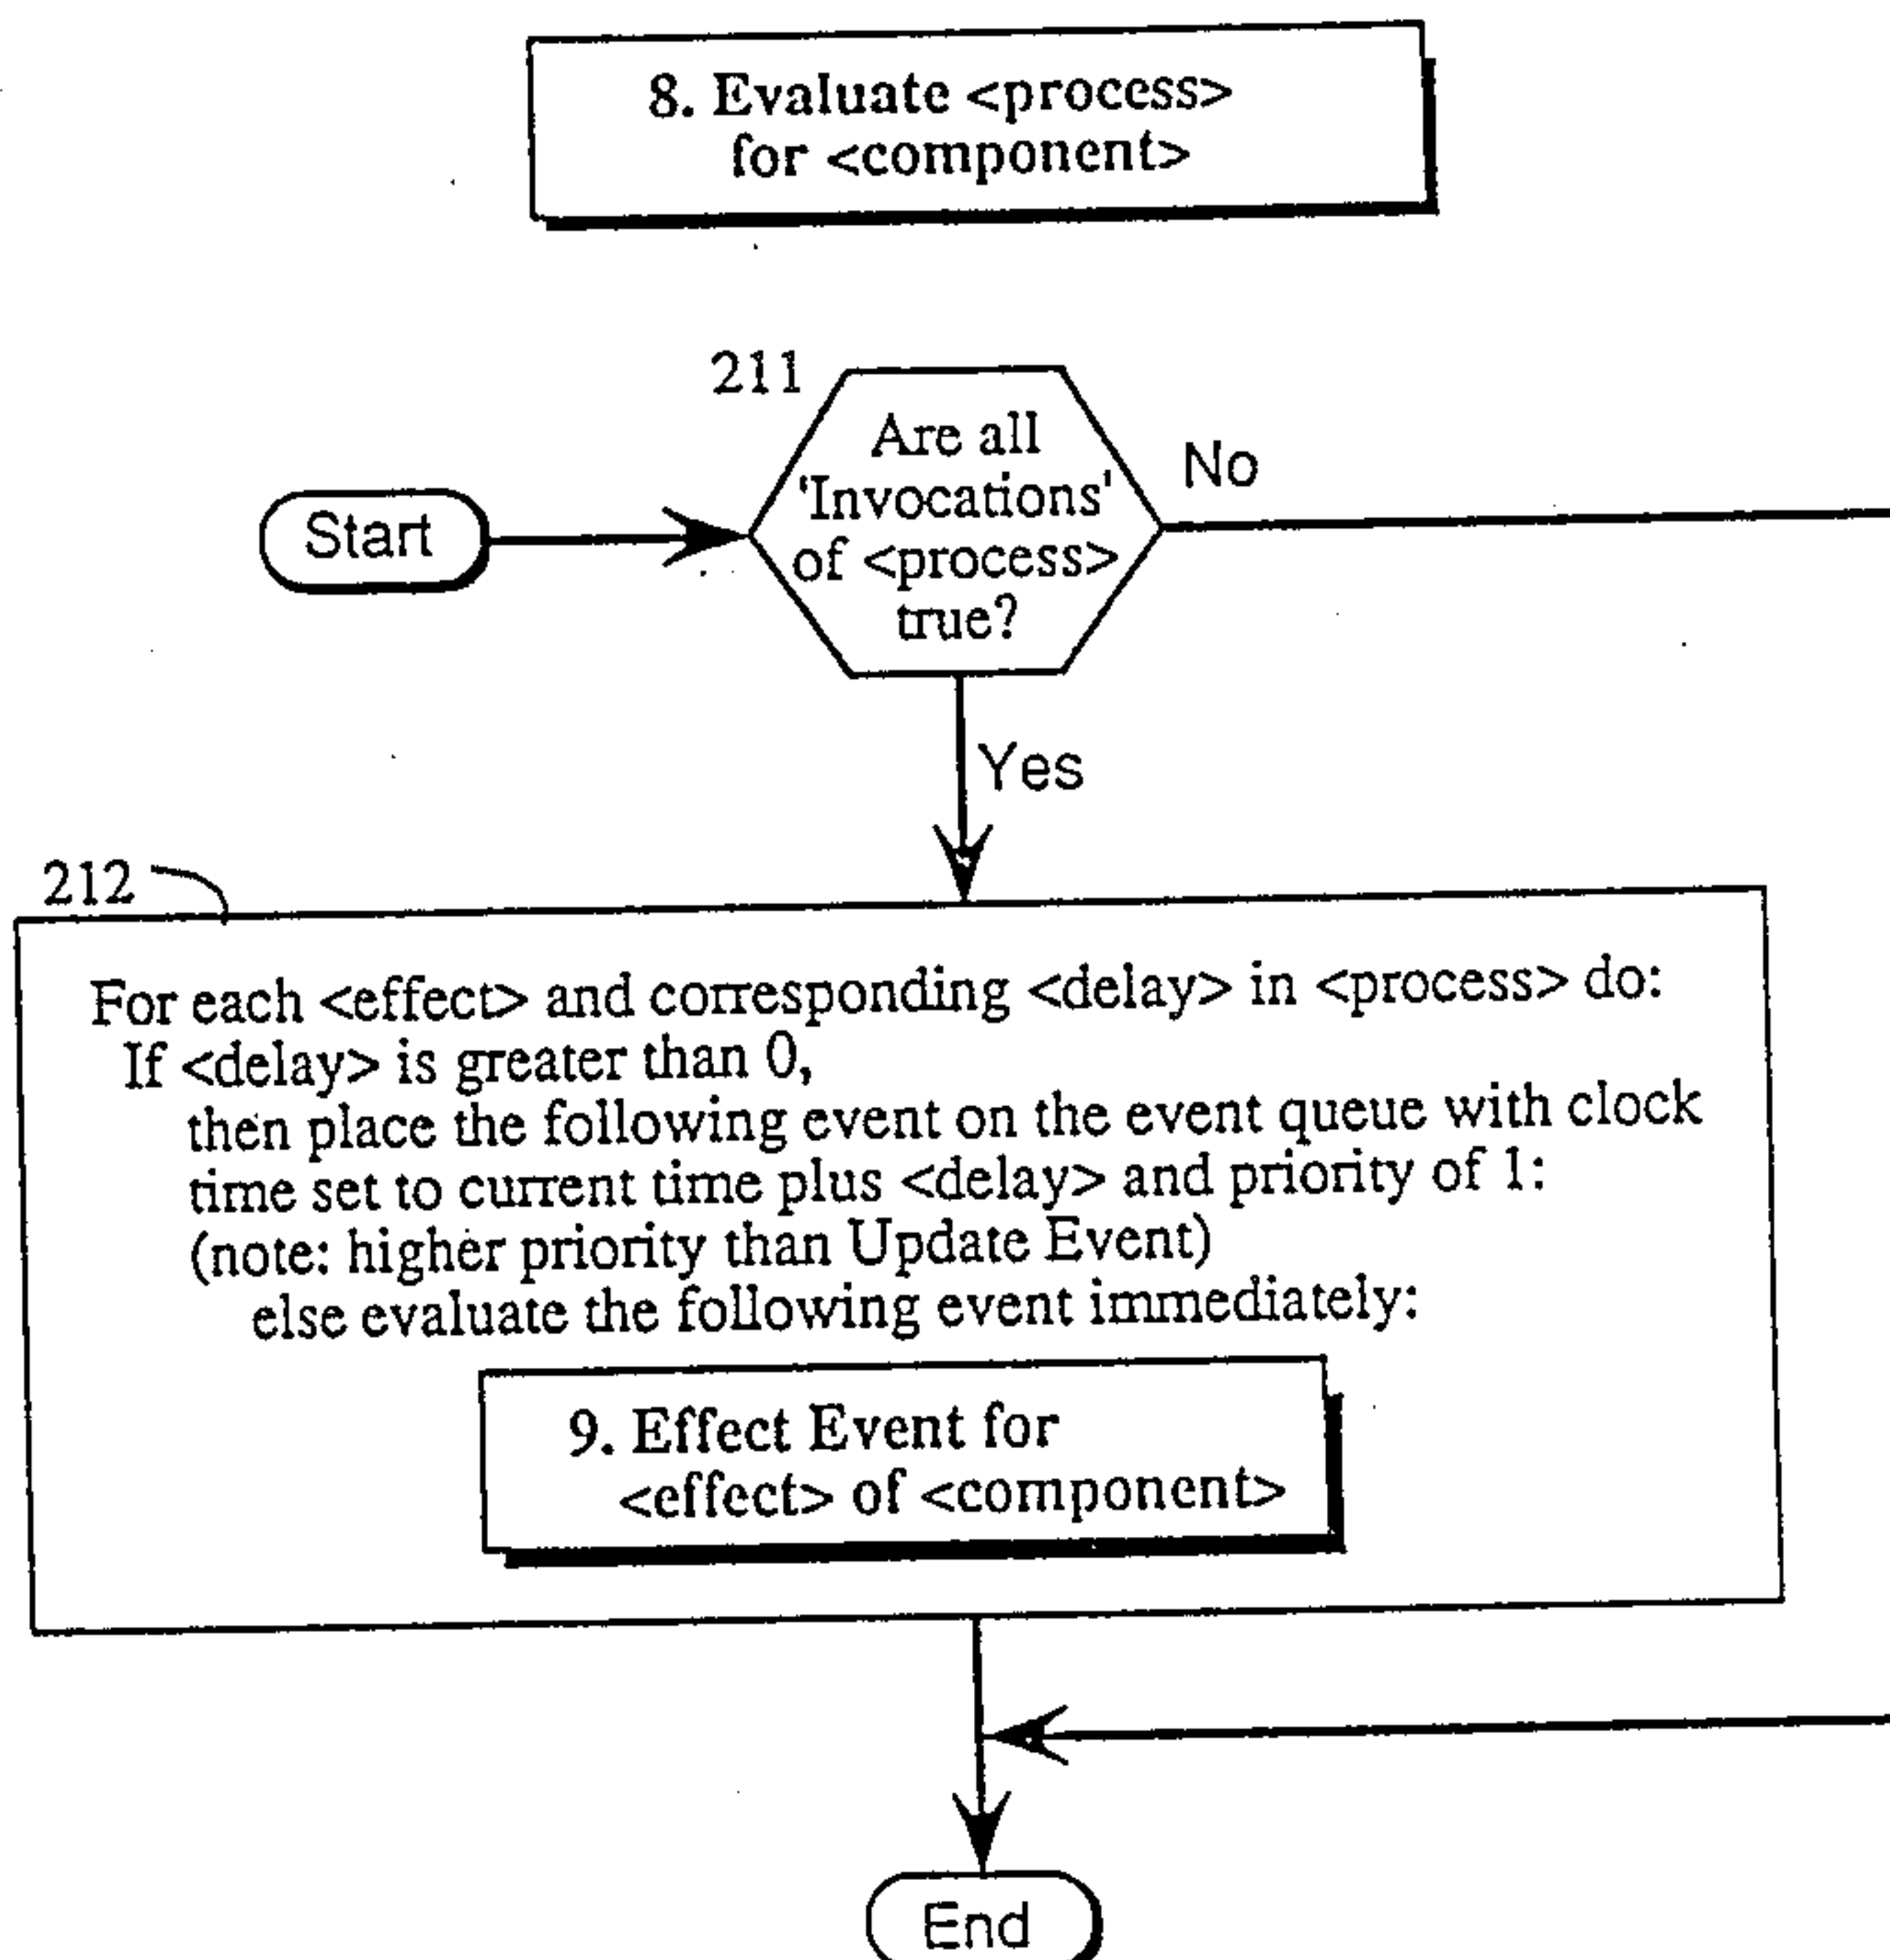 8. Evaluate <process>
for <component>
211
Are all
'Invocations'
of <process>
true?
No
Start
Yes
212
For each <effect> and corresponding <delay> in <process> do:
If <delay> is greater than 0,
then place the following event on the event queue with clock
time set to current time plus <delay> and priority of 1:
(note: higher priority than Update Event)
else evaluate the following event immediately:
9. Effect Event for
<effect> of <component>
End